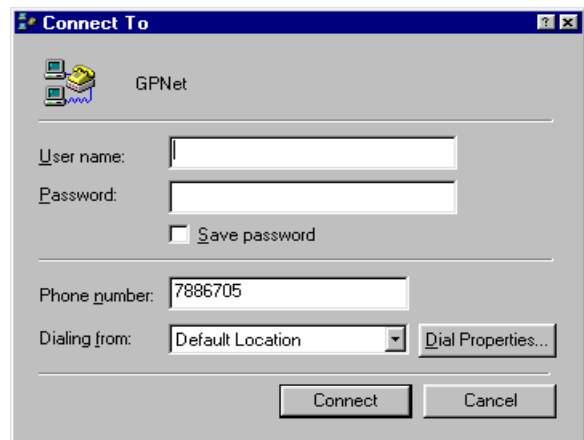 Connect To
GPNet
User name:
Password:
Save password
Phone number: 7886705
Dialing from: Default Location Dial Properties...
Connect Cancel